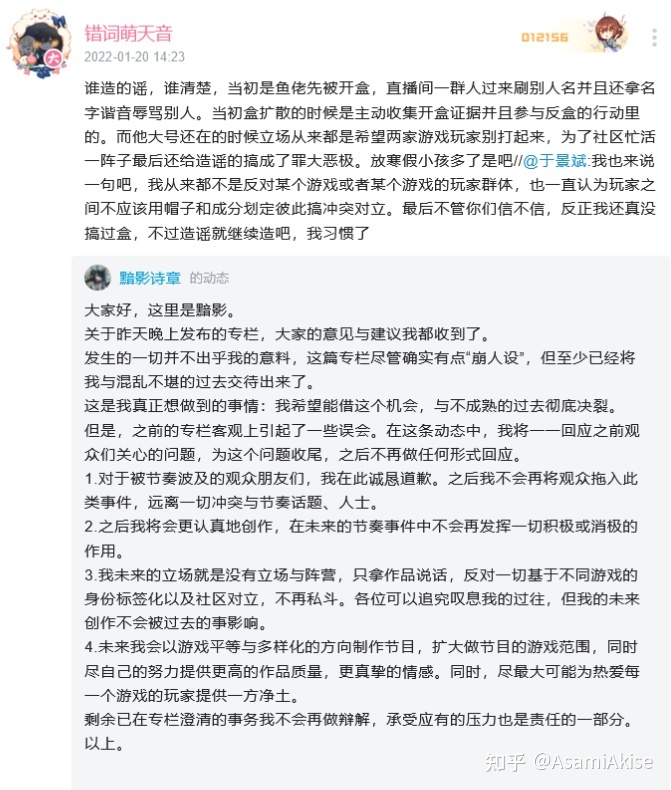 错词萌天音
2022-01-20 14:23
012156
大
谁造的谣，谁清楚，当初是鱼佬先被开盒，直播间一群人过来刷别人名并且还拿名
字谐音辱骂别人。当初盒扩散的时候是主动收集开盒证据并且参与反盒的行动里
的。而他大号还在的时候立场从来都是希望两家游戏玩家别打起来，为了社区忙活
一阵子最后还给造谣的搞成了罪大恶极。放寒假小孩多了是吧//@于景斌:我也来说
一句吧，我从来都不是反对某个游戏或者某个游戏的玩家群体，也一直认为玩家之
间不应该用帽子和成分划定彼此搞冲突对立。最后不管你们信不信，反正我还真没
搞过盒，不过造谣就继续造吧，我习惯了
黯影诗章 的动态
大家好，这里是黯影。
关于昨天晚上发布的专栏，大家的意见与建议我都收到了。
发生的一切并不出乎我的意料，这篇专栏尽管确实有点“崩人设”，但至少已经将
我与混乱不堪的过去交待出来了。
这是我真正想做到的事情：我希望能借这个机会，与不成熟的过去彻底决裂。
但是，之前的专栏客观上引起了一些误会。在这条动态中，我将一一回应之前观
众们关心的问题，为这个问题收尾，之后不再做任何形式回应。
1.对于被节奏波及的观众朋友们，我在此诚恳道歉。之后我不会再将观众拖入此
类事件，远离一切冲突与节奏话题、人士。
2.之后我将会更认真地创作，在未来的节奏事件中不会再发挥一切积极或消极的
作用。
3.我未来的立场就是没有立场与阵营，只拿作品说话，反对一切基于不同游戏的
身份标签化以及社区对立，不再私斗。各位可以追究叹息我的过往，但我的未来
创作不会被过去的事影响。
4.未来我会以游戏平等与多样化的方向制作节目，扩大做节目的游戏范围，同时
尽自己的努力提供更高的作品质量，更真挚的情感。同时，尽最大可能为热爱每
一个游戏的玩家提供一方净土。
剩余已在专栏澄清的事务我不会再做辩解，承受应有的压力也是责任的一部分。
以上。
知乎 @AsamiAkise